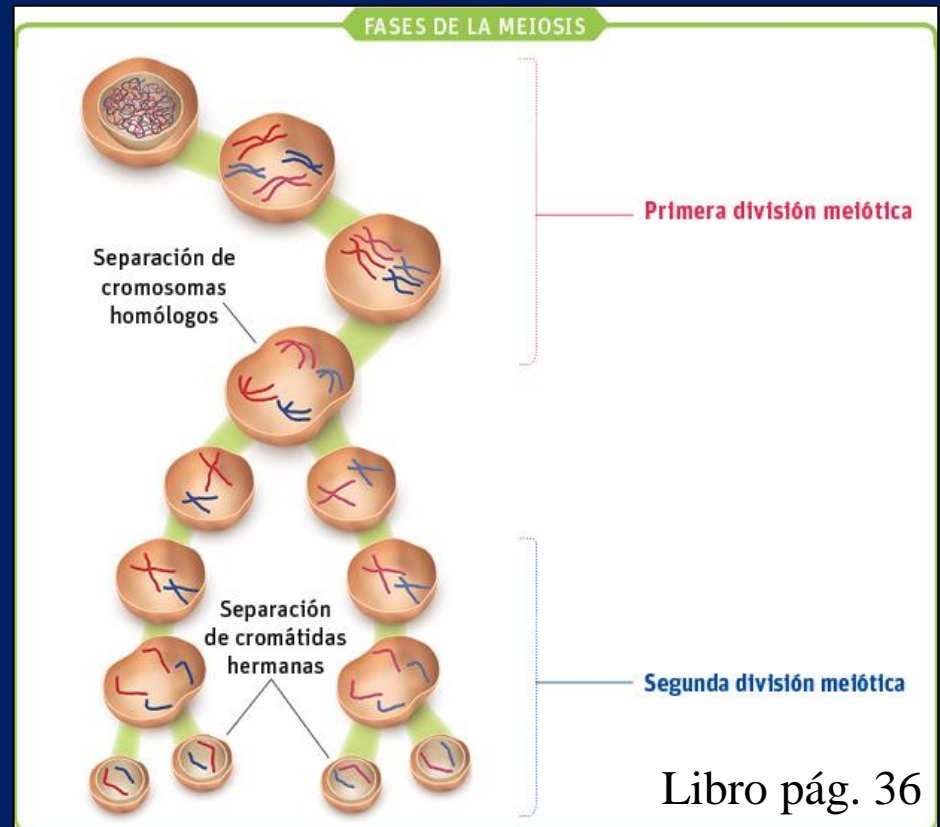 FASES DE LA MEIOSIS
Primera división meiótica
Separación de
cromosomas
homólogos
Separación
de cromátidas
hermanas
Segunda división meiótica
Libro pág. 36